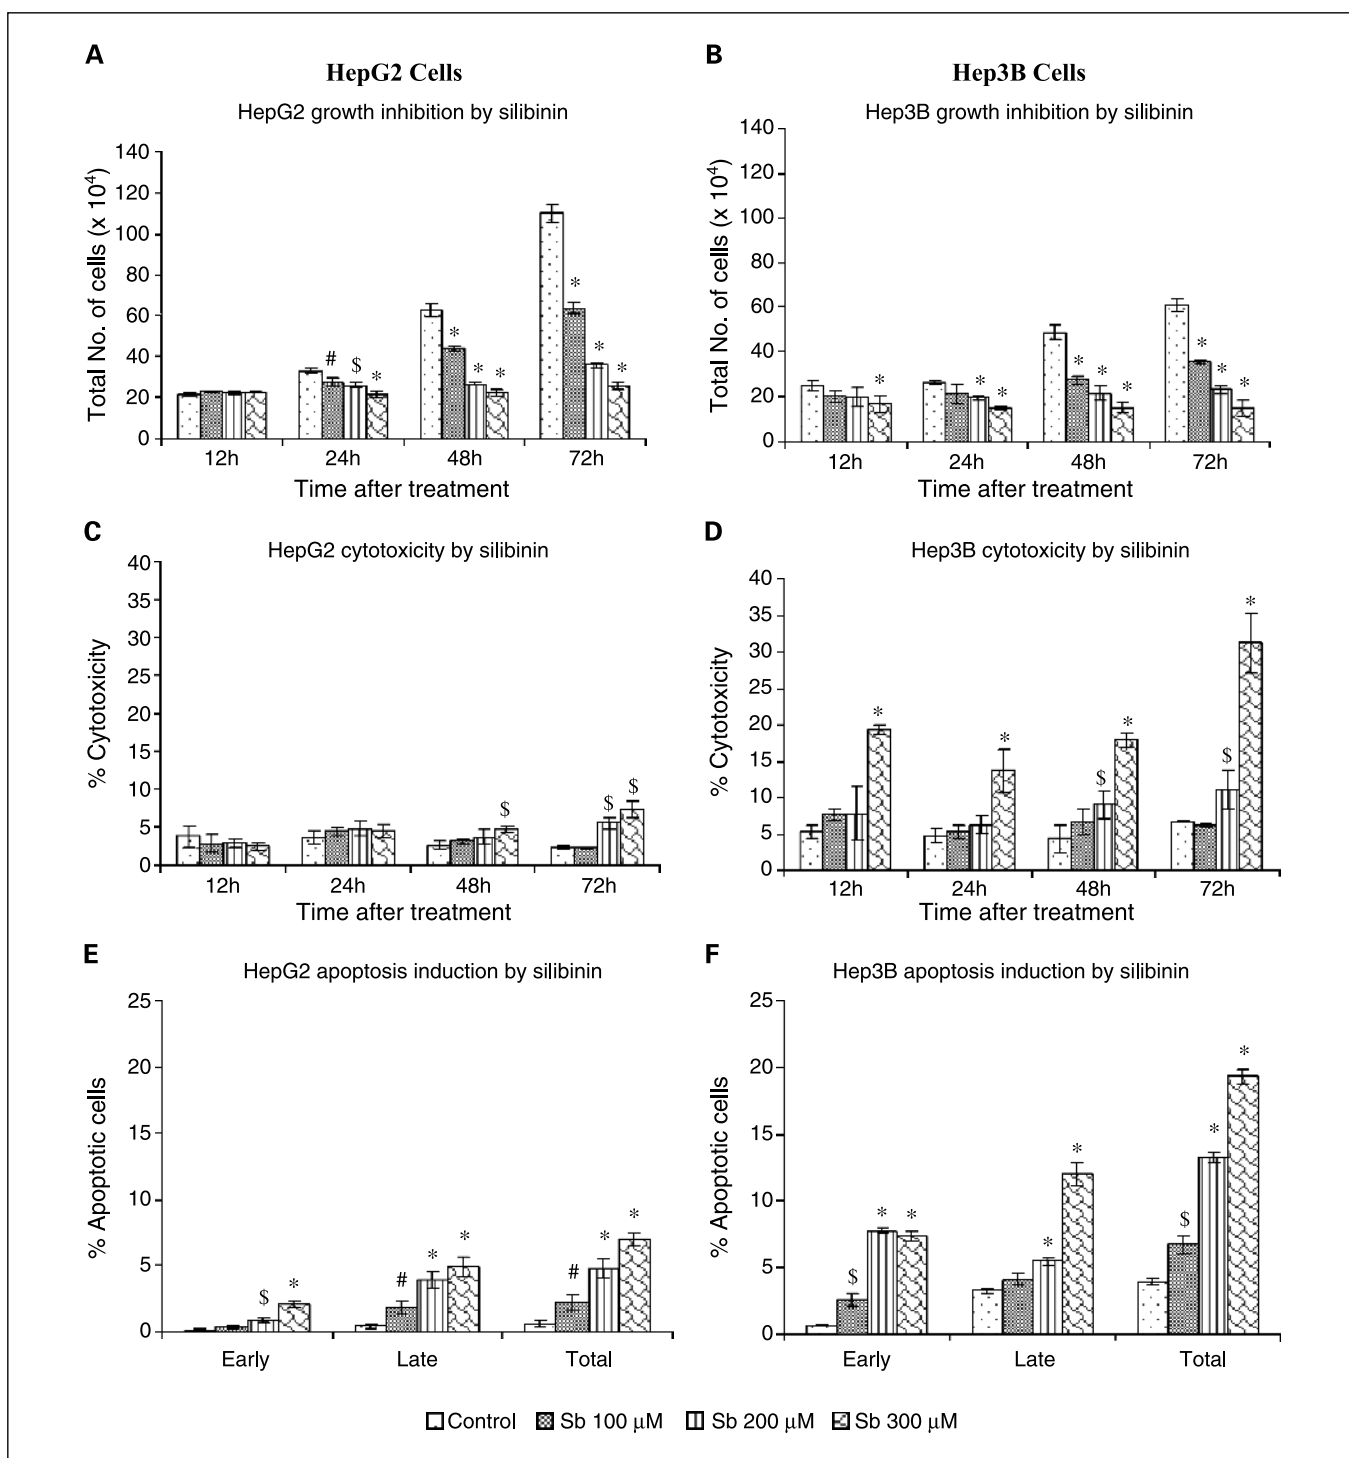 A
HepG2 Cells
HepG2 growth inhibition by silibinin
140
120
100
80
60
40
20
0
Total No. of cells (x 10⁴)
# $ *
* * *
* * *
12h 24h 48h 72h
Time after treatment
B
Hep3B Cells
Hep3B growth inhibition by silibinin
140
120
100
80
60
40
20
0
Total No. of cells (x 10⁴)
*
* *
* * *
* * *
12h 24h 48h 72h
Time after treatment
C
HepG2 cytotoxicity by silibinin
40
35
30
25
20
15
10
5
0
% Cytotoxicity
$
$ $
12h 24h 48h 72h
Time after treatment
D
Hep3B cytotoxicity by silibinin
40
35
30
25
20
15
10
5
0
% Cytotoxicity
*
*
$ *
$ *
12h 24h 48h 72h
Time after treatment
E
HepG2 apoptosis induction by silibinin
25
20
15
10
5
0
% Apoptotic cells
$ *
# * *
# * *
Early Late Total
F
Hep3B apoptosis induction by silibinin
25
20
15
10
5
0
% Apoptotic cells
$ * *
* *
$ * *
Early Late Total
Control Sb 100 µM Sb 200 µM Sb 300 µM